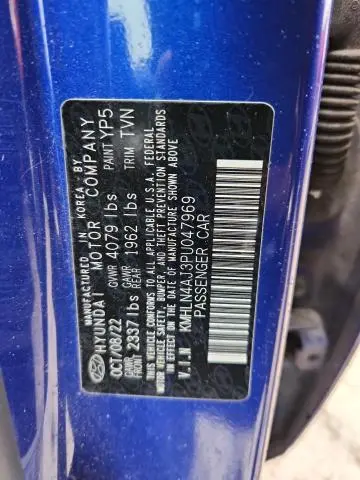 MANUFACTURED IN KOREA BY
HYUNDAI MOTOR COMPANY
OCT/08/22 GVWR 4079 lbs PAINT YP5
GAWR FRONT 2337 lbs GAWR REAR 1962 lbs TRIM TVN
THIS VEHICLE CONFORMS TO ALL APPLICABLE U.S.A. FEDERAL
MOTOR VEHICLE SAFETY, BUMPER, AND THEFT PREVENTION STANDARDS
IN EFFECT ON THE DATE OF MANUFACTURE SHOWN ABOVE
V.I.N KMHLN4AJ3PU047969
PASSENGER CAR